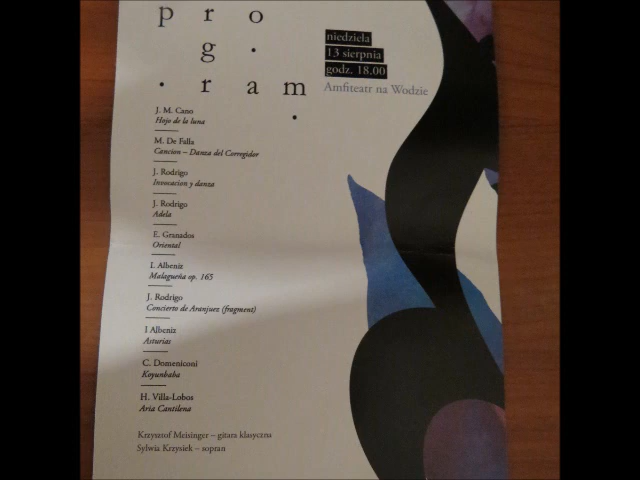 pro
g.
.ram
.
niedziela
13 sierpnia
godz. 18.00
Amfiteatr na Wodzie
J. M. Cano
Hojo de la luna
M. De Falla
Cancion – Danza del Corregidor
J. Rodrigo
Invocacion y danza
J. Rodrigo
Adela
E. Granados
Oriental
I. Albeniz
Malagueña op. 165
J. Rodrigo
Concierto de Aranjuez (fragment)
I Albeniz
Asturias
C. Domeniconi
Koyunbaba
H. Villa-Lobos
Aria Cantilena
Krzysztof Meisinger – gitara klasyczna
Sylwia Krzysiek – sopran